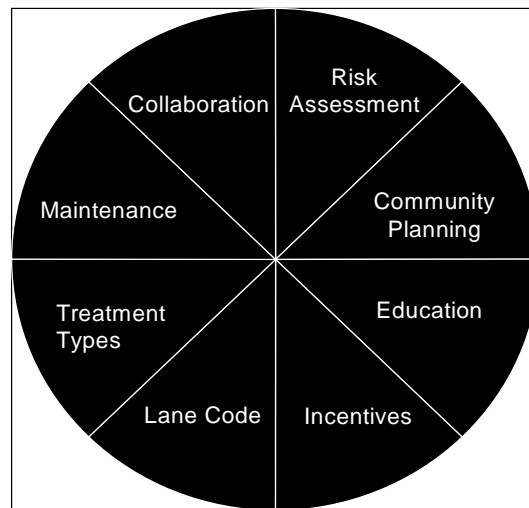 Collaboration
Risk
Assessment
Community
Planning
Education
Incentives
Lane Code
Treatment
Types
Maintenance